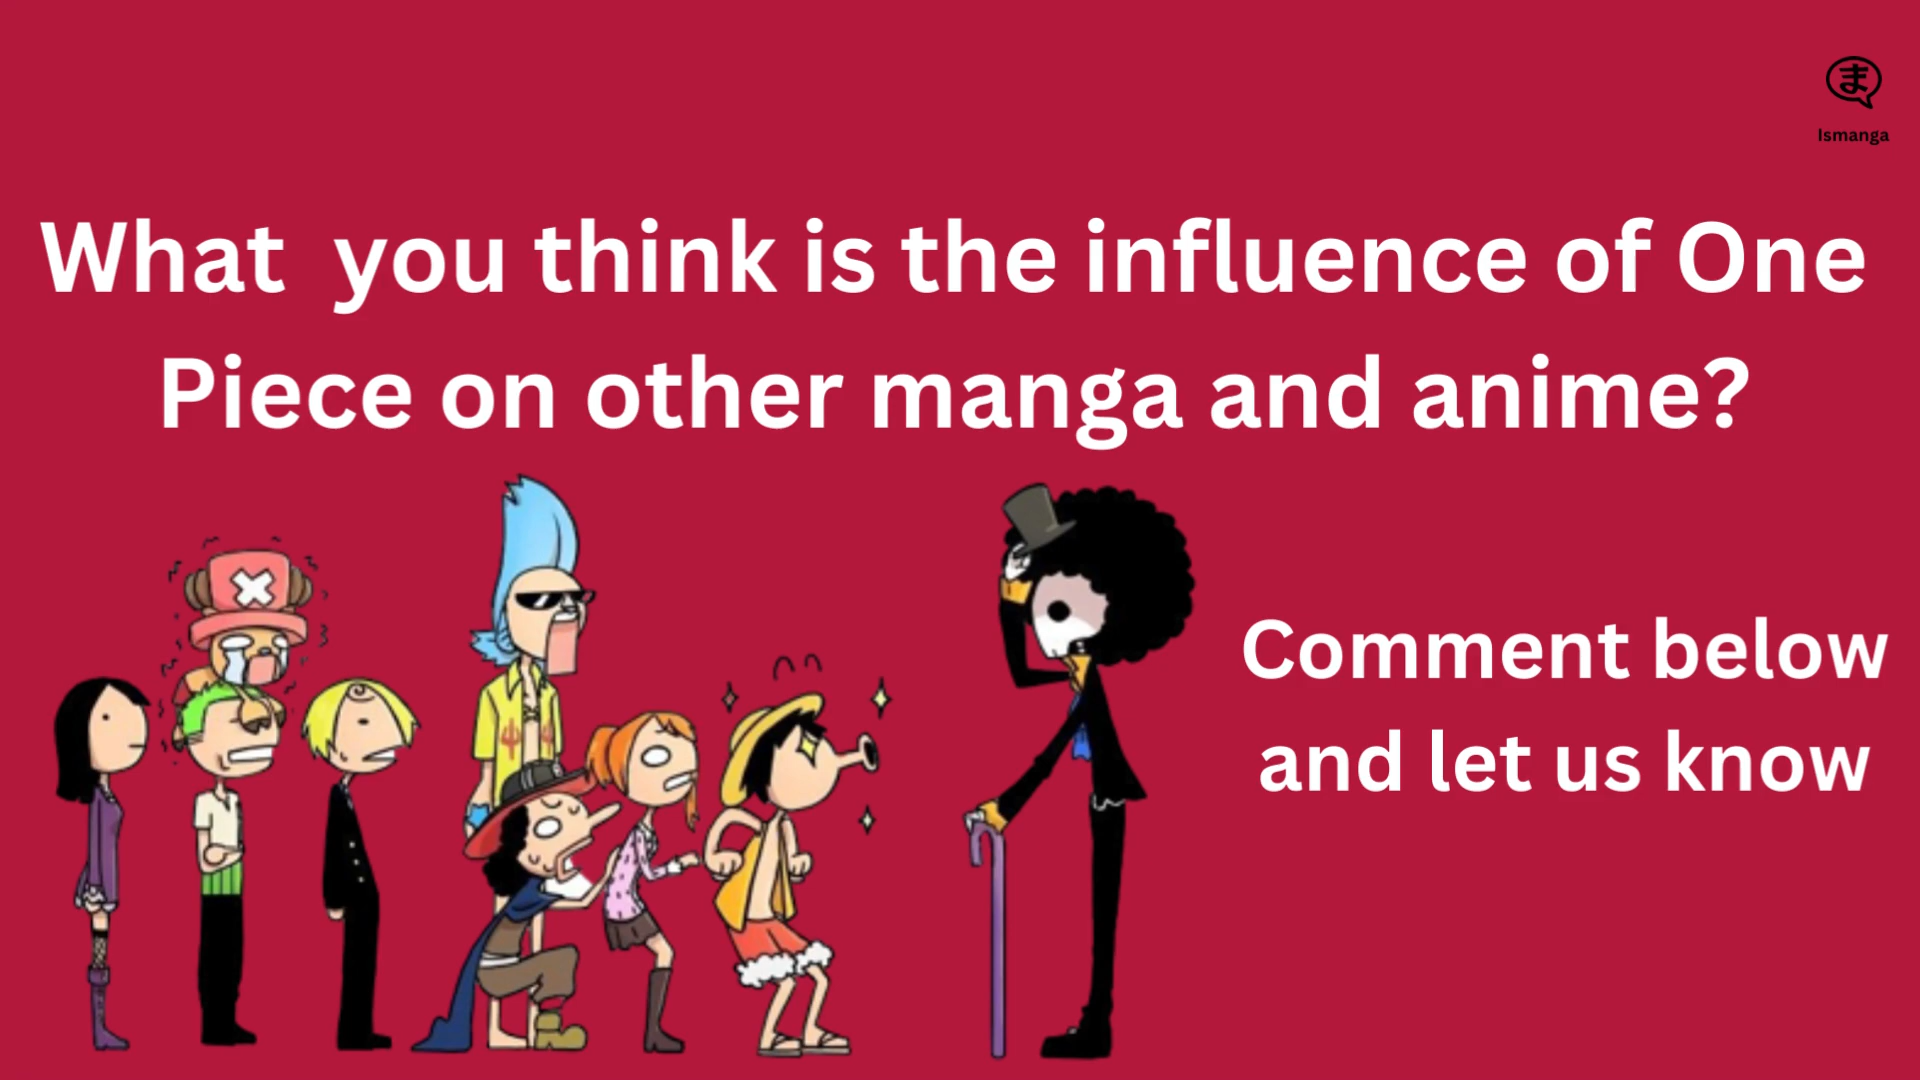 ま
Ismanga
What  you think is the influence of One
Piece on other manga and anime?
Comment below
and let us know